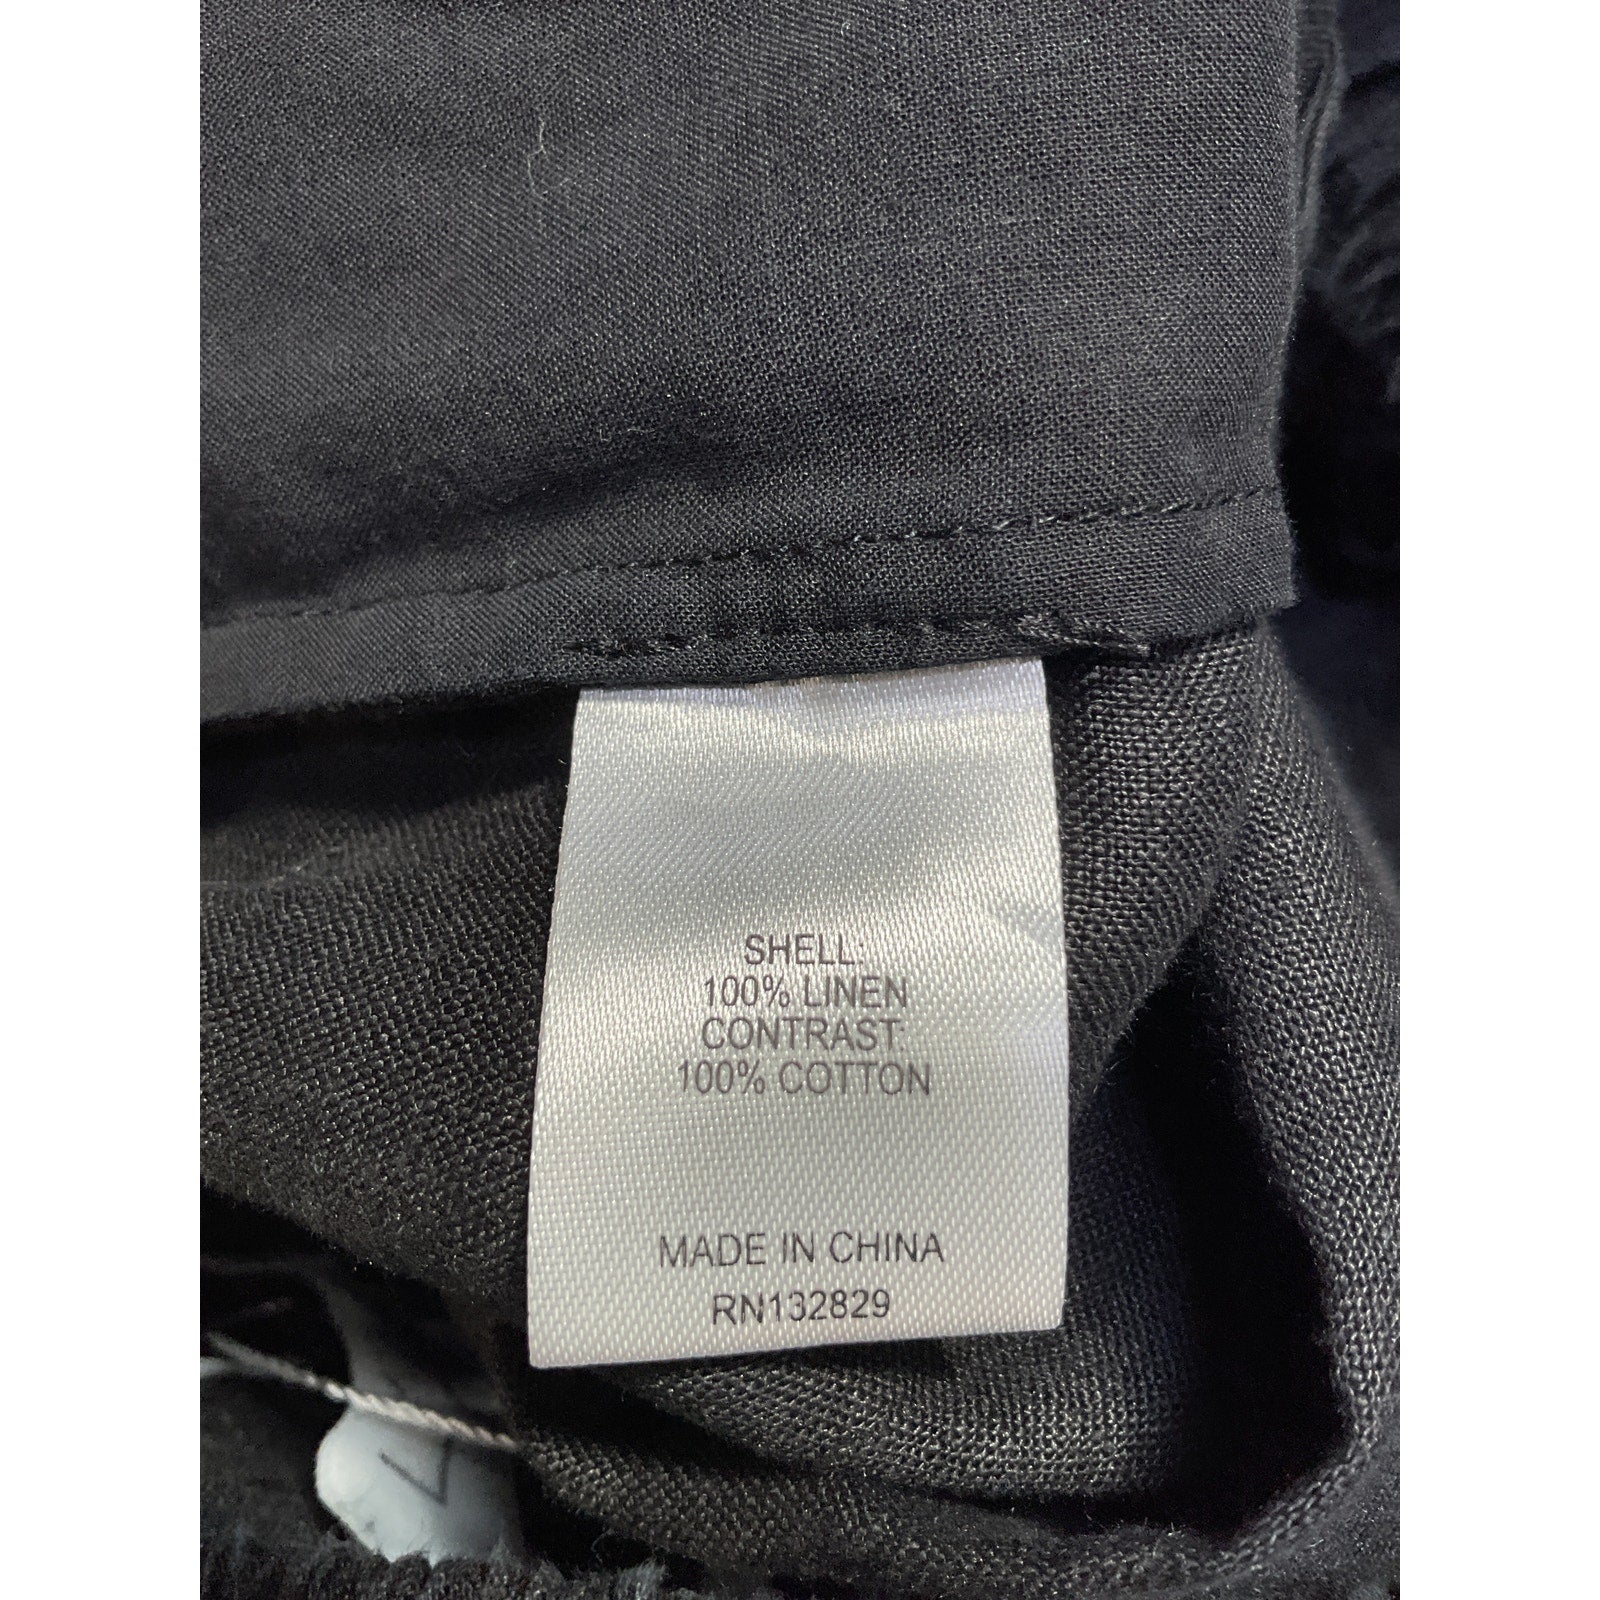 SHELL:
100% LINEN
CONTRAST:
100% COTTON
MADE IN CHINA
RN132829